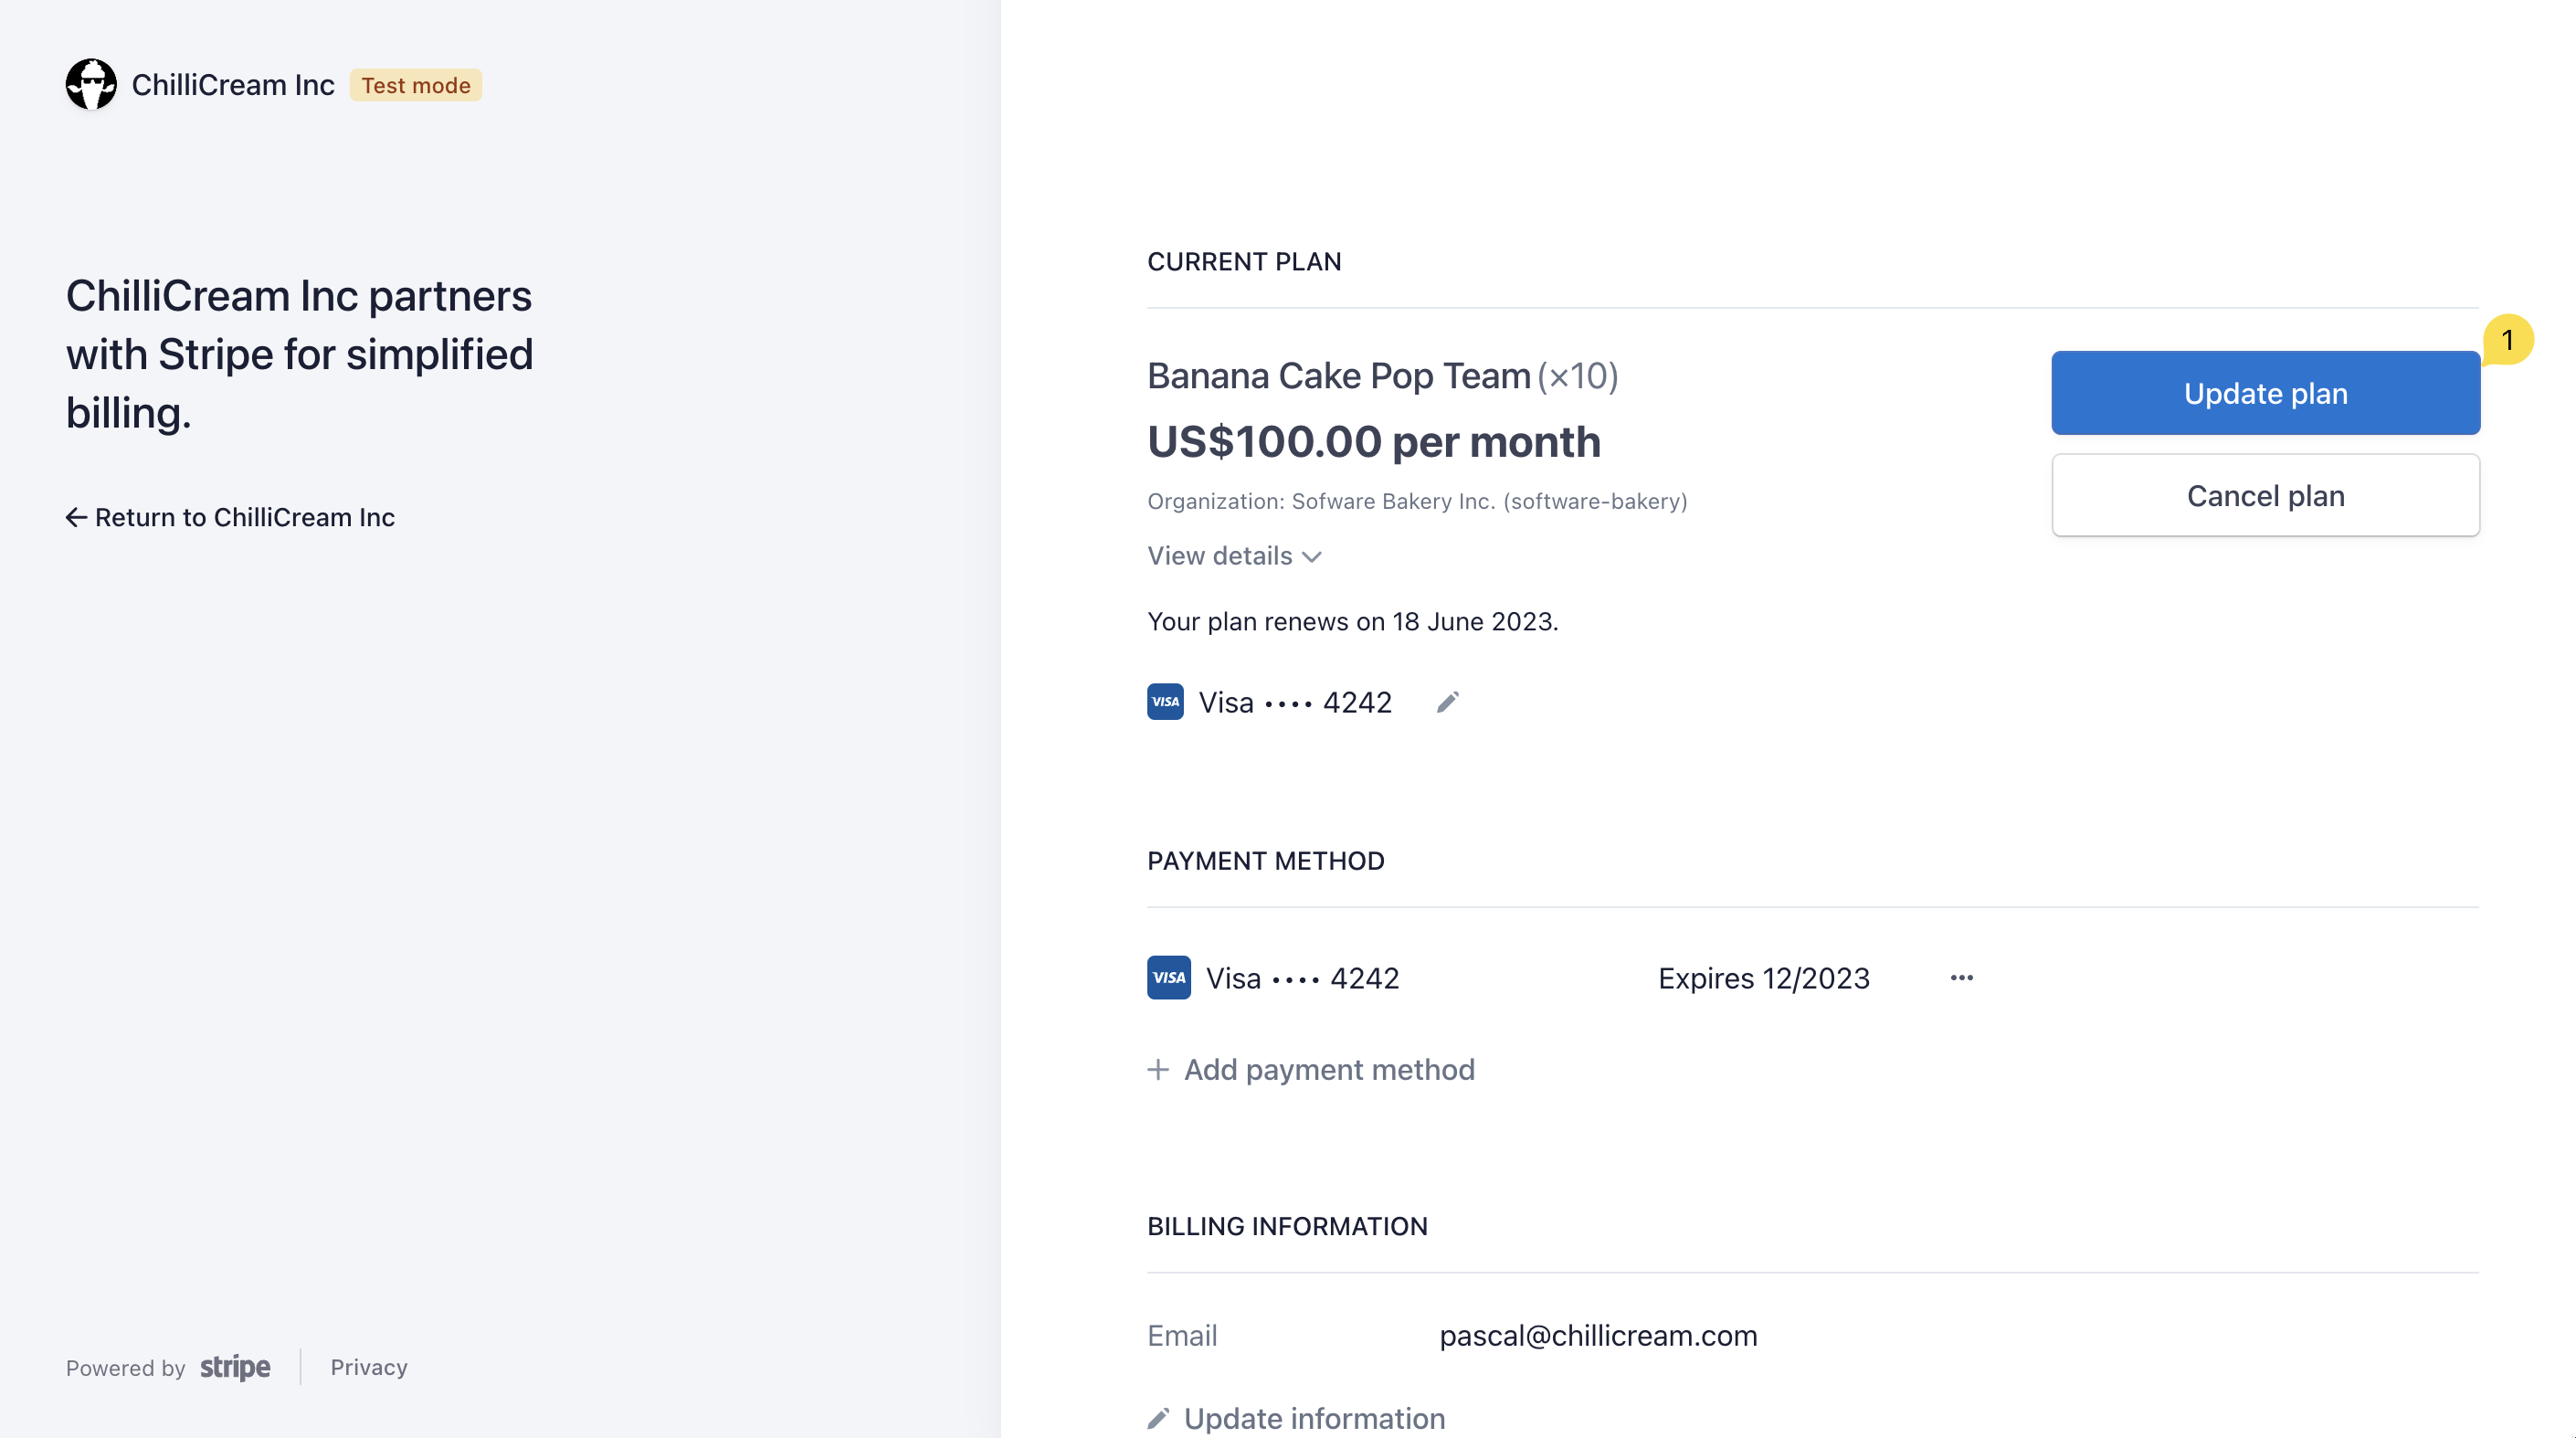 ChilliCream Inc Test mode
ChilliCream Inc partners
with Stripe for simplified
billing.
← Return to ChilliCream Inc
Powered by stripe Privacy
CURRENT PLAN
Banana Cake Pop Team (×10)
US$100.00 per month
Organization: Sofware Bakery Inc. (software-bakery)
View details
Your plan renews on 18 June 2023.
VISA Visa •••• 4242
1
Update plan
Cancel plan
PAYMENT METHOD
VISA Visa •••• 4242 Expires 12/2023 •••
+ Add payment method
BILLING INFORMATION
Email pascal@chillicream.com
Update information